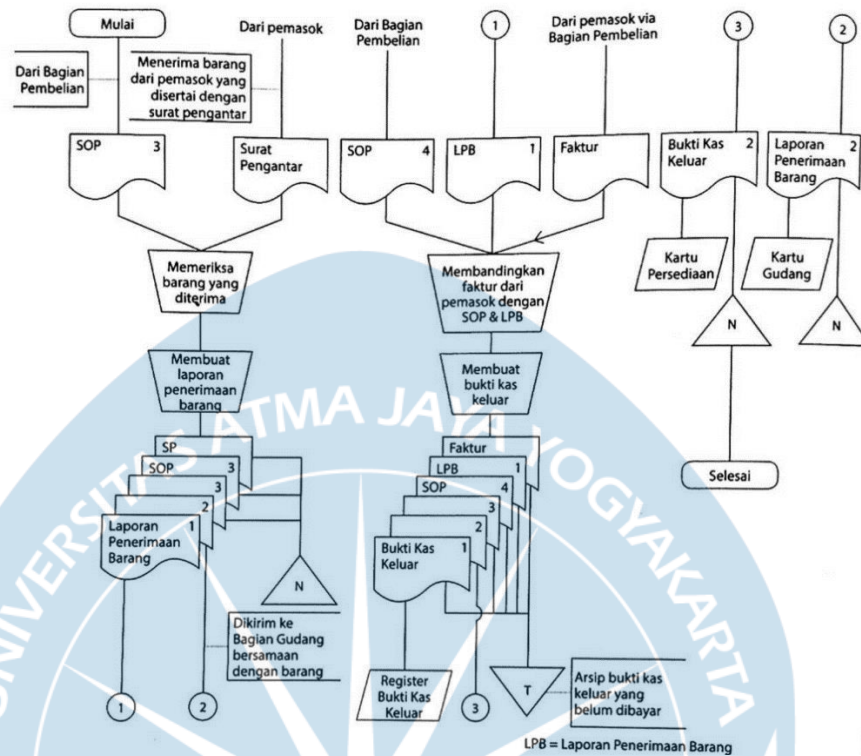 Mulai
Dari Bagian
Pembelian
Menerima barang
dari pemasok yang
disertai dengan
surat pengantar
Dari pemasok
SOP 3
Surat
Pengantar
Memeriksa
barang yang
diterima
Membuat
laporan
penerimaan
barang
SP
SOP 3
3
2
Laporan 1
Penerimaan
Barang
N
Dikirim ke
Bagian Gudang
bersamaan
dengan barang
1
2
Dari Bagian
Pembelian
1
Dari pemasok via
Bagian Pembelian
SOP 4
LPB 1
Faktur
Membandingkan
faktur dari
pemasok dengan
SOP & LPB
Membuat
bukti kas
keluar
Faktur
LPB 1
SOP 4
3
2
Bukti Kas 1
Keluar
Register
Bukti Kas
Keluar
3
T
Arsip bukti kas
keluar yang
belum dibayar
LPB = Laporan Penerimaan Barang
3
Bukti Kas 2
Keluar
Kartu
Persediaan
N
Selesai
2
Laporan 2
Penerimaan
Barang
Kartu
Gudang
N
UNIVERSITAS ATMA JAYA YOGYAKARTA